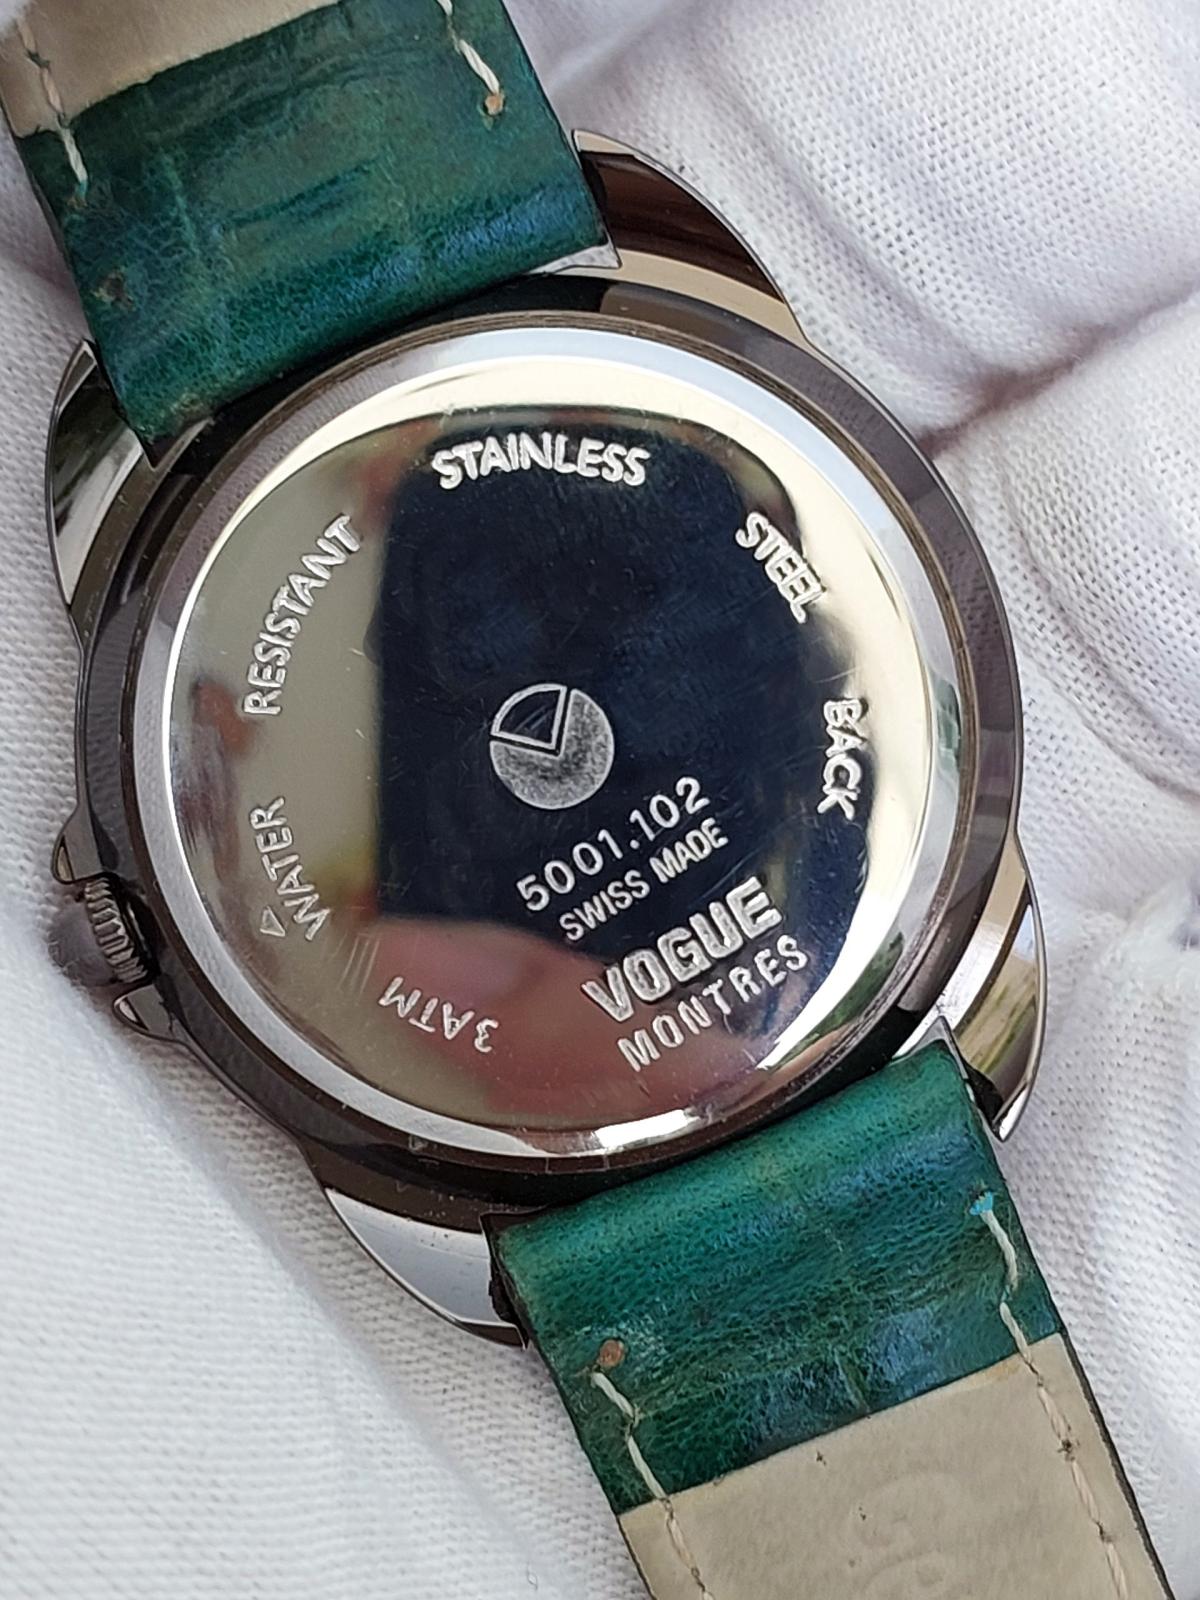 STAINLESS
STEEL
BACK
3ATM
WATER
RESISTANT
5001.102
SWISS MADE
VOGUE
MONTRES